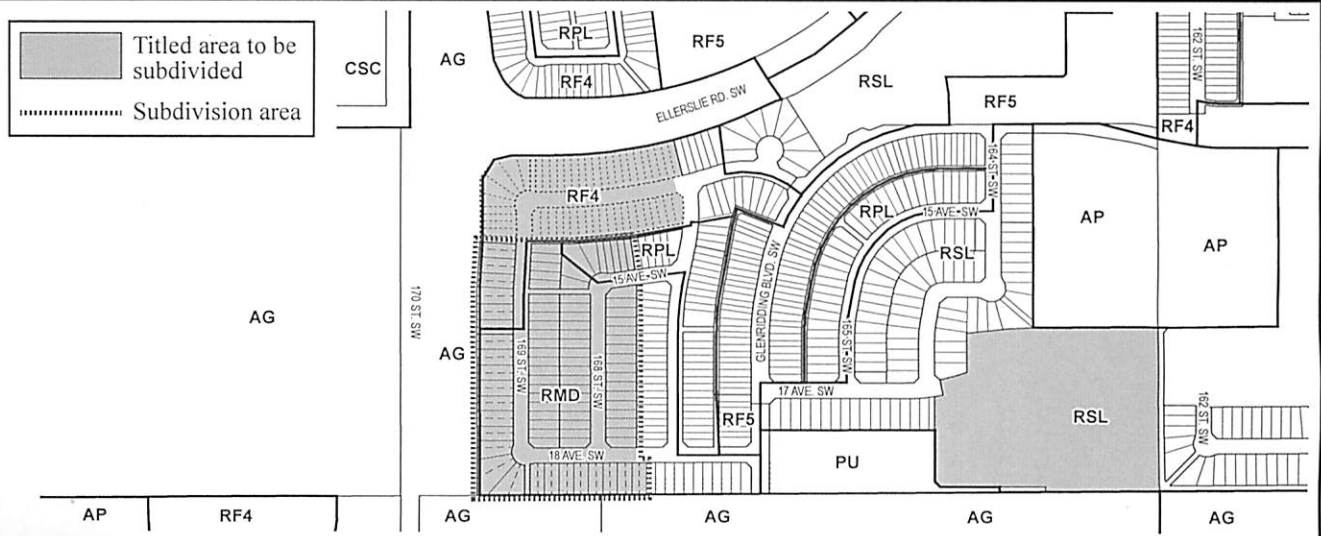 Titled area to be
subdivided
Subdivision area
CSC
AG
RPL
RF4
RF5
ELLERSLIE RD. SW
RSL
RF5
162 ST. SW
RF4
RF4
164 ST. SW
RPL
15 AVE. SW
AP
AP
RPL
RSL
15 AVE. SW
GLENRIDDING BLVD. SW
AG
170 ST. SW
AG
169 ST. SW
168 ST. SW
165 ST. SW
RMD
17 AVE. SW
RF5
RSL
162 ST. SW
18 AVE. SW
PU
AP
RF4
AG
AG
AG
AG